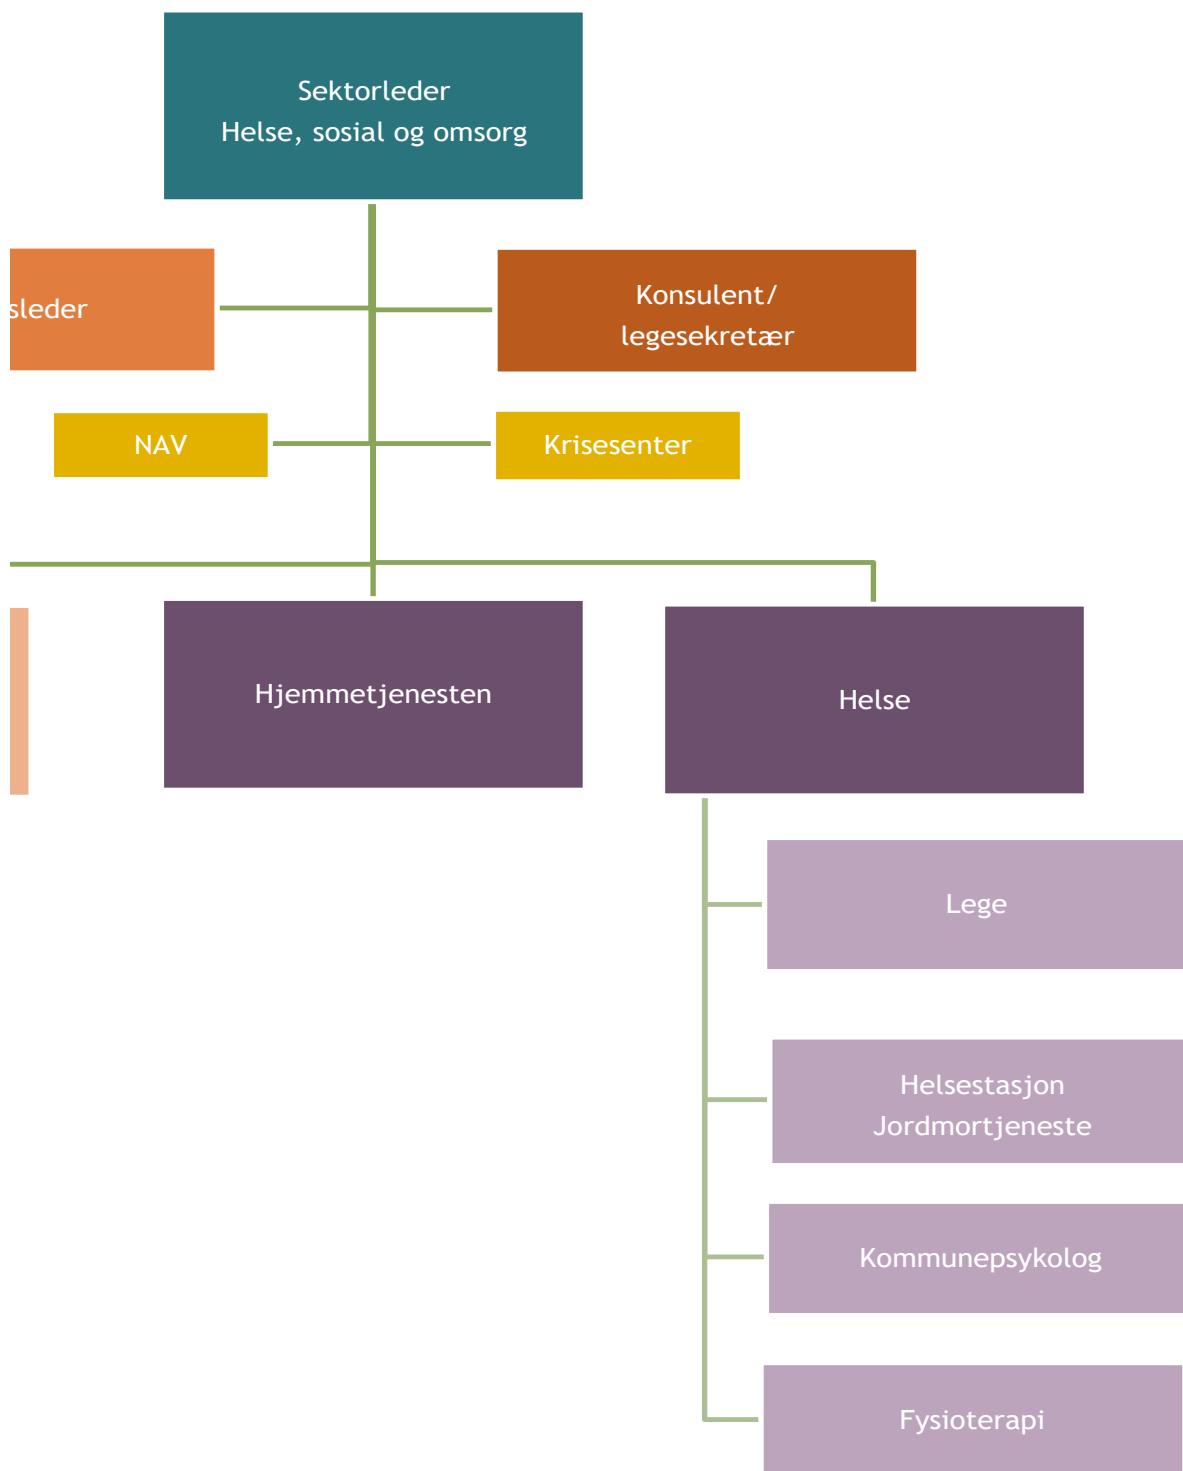 Sektorleder
Helse, sosial og omsorg
sleder
Konsulent/
legesekretær
NAV
Krisesenter
Hjemmetjenesten
Helse
Lege
Helsestasjon
Jordmortjeneste
Kommunepsykolog
Fysioterapi